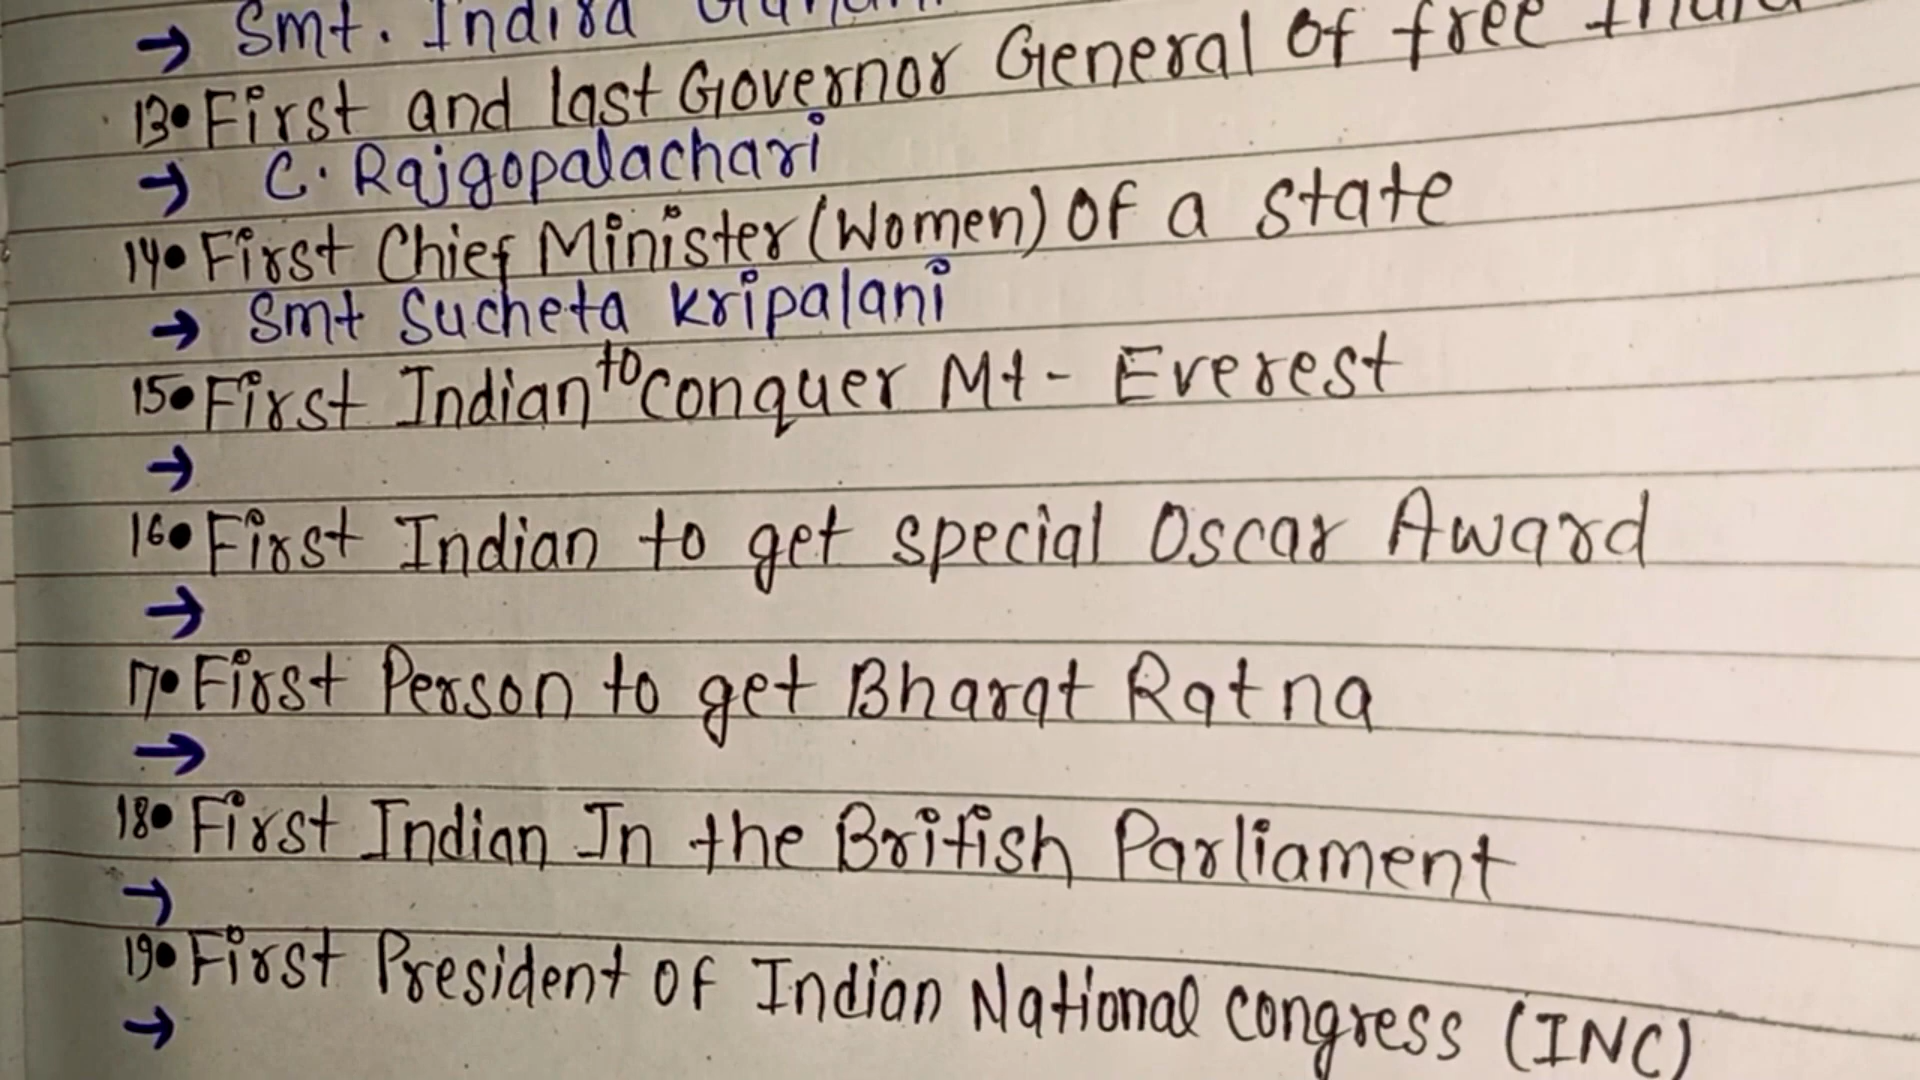 → Smt. Indira Gandhi
13. First and last Governor General of free India
→ C. Rajgopalachari
14. First Chief Minister (Women) of a state
→ Smt Sucheta kripalani
15. First Indian to conquer Mt - Everest
→
16. First Indian to get special Oscar Award
→
17. First Person to get Bharat Ratna
→
18. First Indian In the British Parliament
→
19. First President of Indian National congress (INC)
→